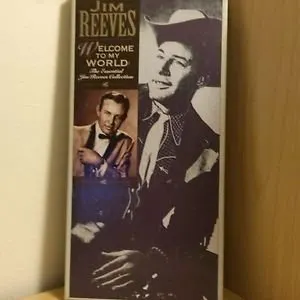 JIM
REEVES
WELCOME
TO MY
WORLD
The Essential
Jim Reeves Collection